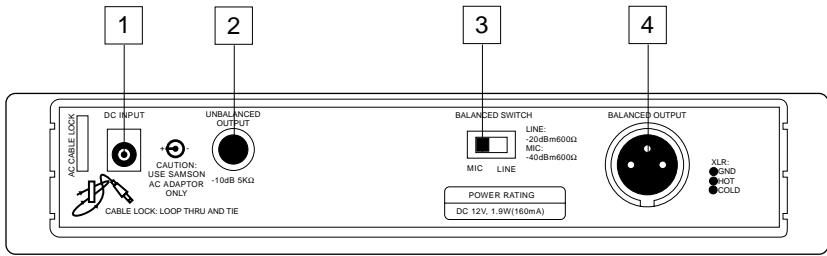 1
2
3
4
DC INPUT
AC CABLE LOCK
+ -
CAUTION:
USE SAMSON
AC ADAPTOR
ONLY
CABLE LOCK: LOOP THRU AND TIE
UNBALANCED
OUTPUT
-10dB 5KΩ
BALANCED SWITCH
MIC LINE
LINE:
-20dBm600Ω
MIC:
-40dBm600Ω
POWER RATING
DC 12V, 1.9W(160mA)
BALANCED OUTPUT
XLR:
GND
HOT
COLD